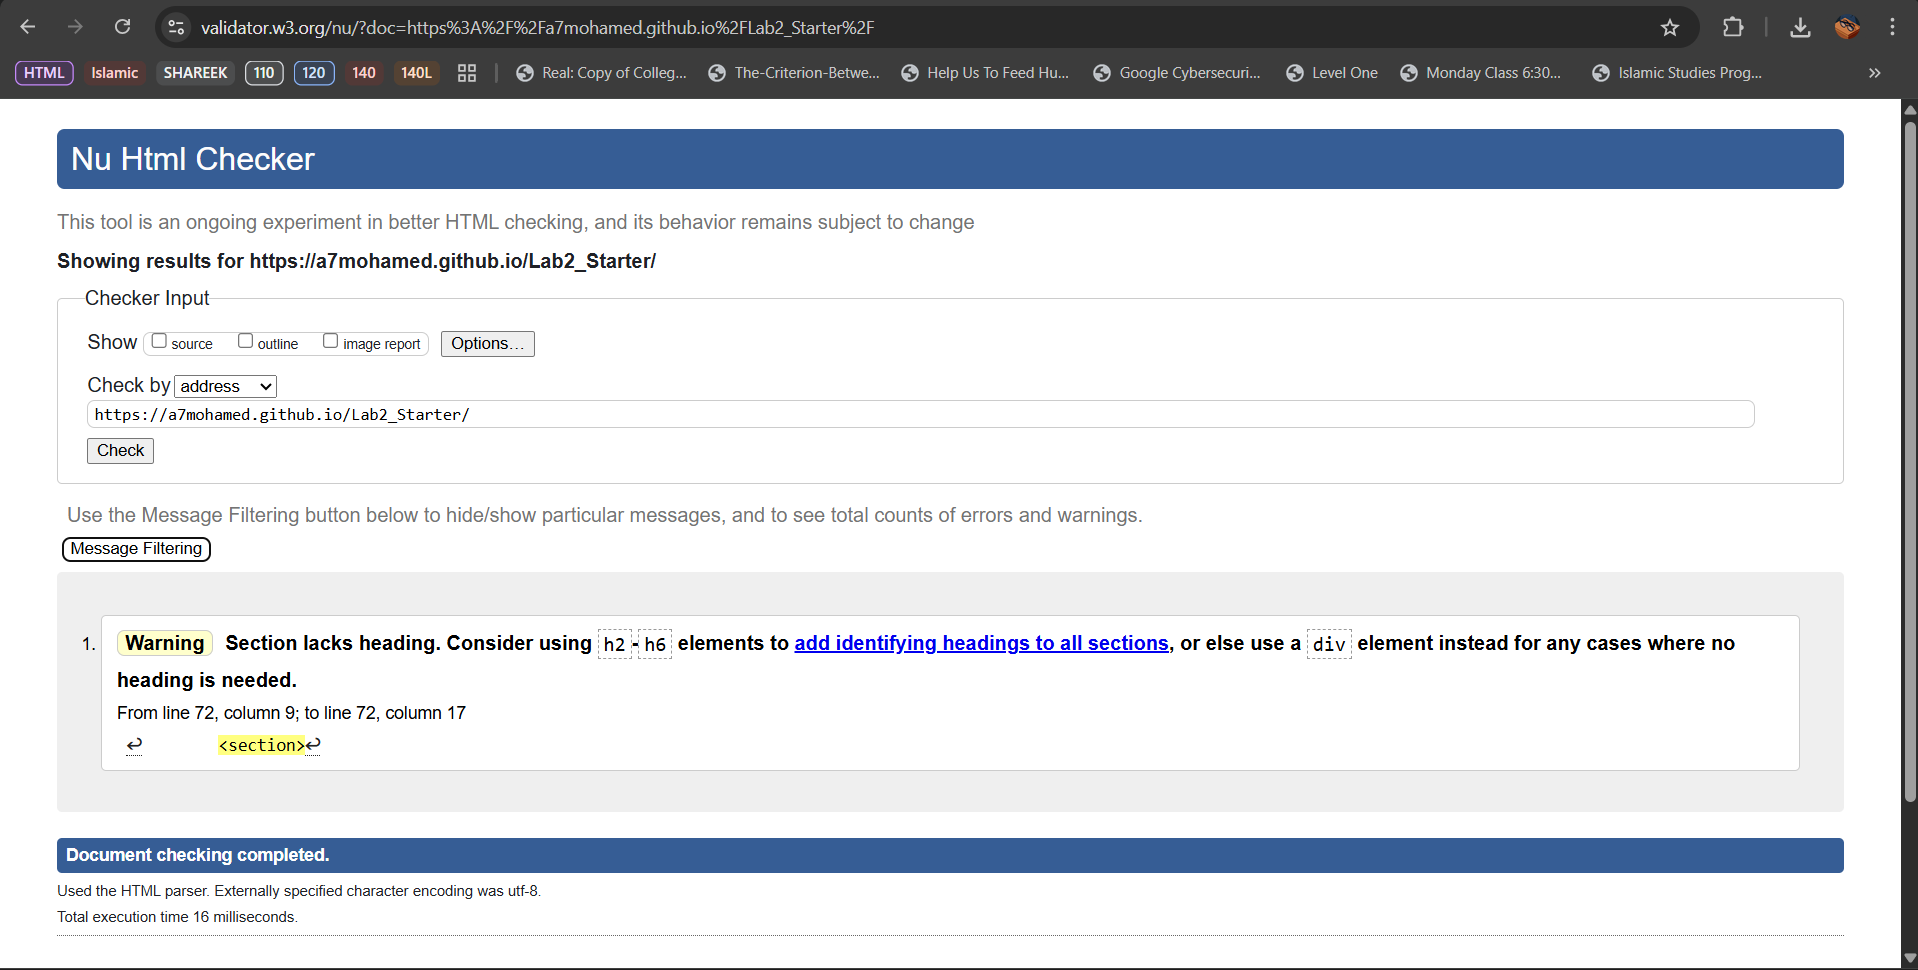 validator.w3.org/nu/?doc=https%3A%2F%2Fa7mohamed.github.io%2FLab2_Starter%2F
HTML Islamic SHAREEK 110 120 140 140L Real: Copy of Colleg... The-Criterion-Betwe... Help Us To Feed Hu... Google Cybersecuri... Level One Monday Class 6:30... Islamic Studies Prog... »
Nu Html Checker
This tool is an ongoing experiment in better HTML checking, and its behavior remains subject to change
Showing results for https://a7mohamed.github.io/Lab2_Starter/
Checker Input
Show source outline image report Options...
Check by address
https://a7mohamed.github.io/Lab2_Starter/
Check
Use the Message Filtering button below to hide/show particular messages, and to see total counts of errors and warnings.
Message Filtering
1. Warning Section lacks heading. Consider using h2-h6 elements to add identifying headings to all sections, or else use a div element instead for any cases where no
heading is needed.
From line 72, column 9; to line 72, column 17
↩ <section>↩
Document checking completed.
Used the HTML parser. Externally specified character encoding was utf-8.
Total execution time 16 milliseconds.